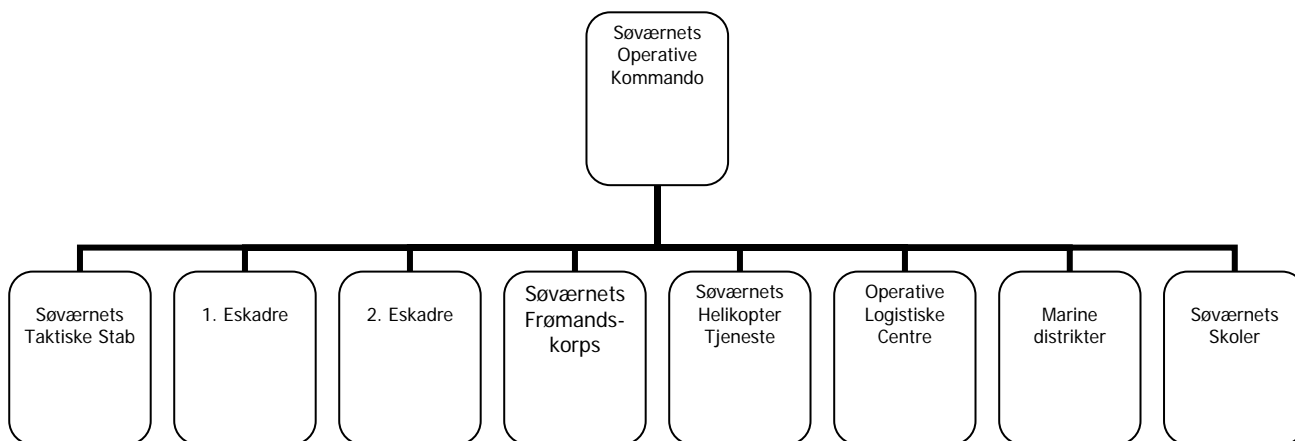 Søværnets
Operative
Kommando
Søværnets
Taktiske Stab
1. Eskadre
2. Eskadre
Søværnets
Frømands-
korps
Søværnets
Helikopter
Tjeneste
Operative
Logistiske
Centre
Marine
distrikter
Søværnets
Skoler